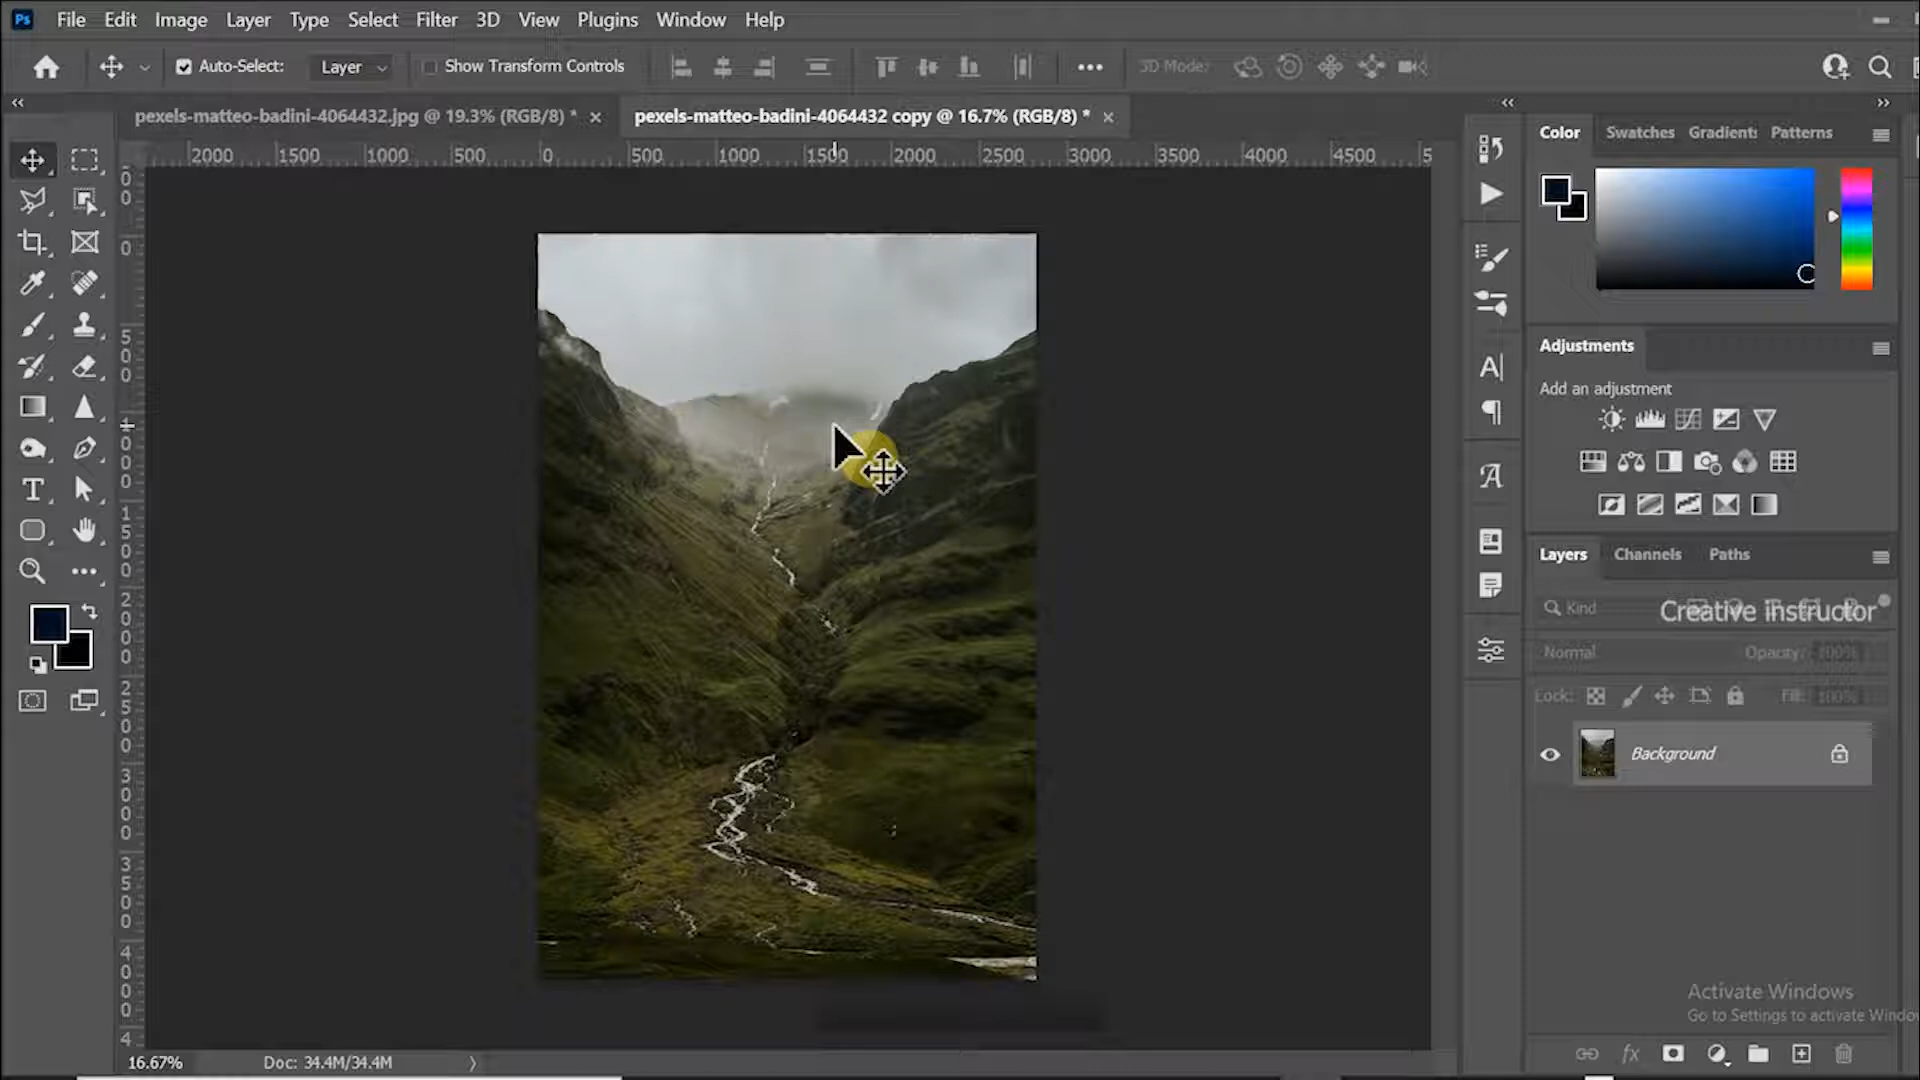 Ps File Edit Image Layer Type Select Filter 3D View Plugins Window Help
Auto-Select: Layer Show Transform Controls 3D Mode:
pexels-matteo-badini-4064432.jpg @ 19.3% (RGB/8) * × pexels-matteo-badini-4064432 copy @ 16.7% (RGB/8) * ×
2000 1500 1000 500 0 500 1000 1500 2000 2500 3000 3500 4000 4500 5
Color Swatches Gradient Patterns
Adjustments
Add an adjustment
Layers Channels Paths
Kind
Creative instructor
Normal Opacity: 100%
Lock: Fill: 100%
Background
Activate Windows
Go to Settings to activate Windo
16.67% Doc: 34.4M/34.4M